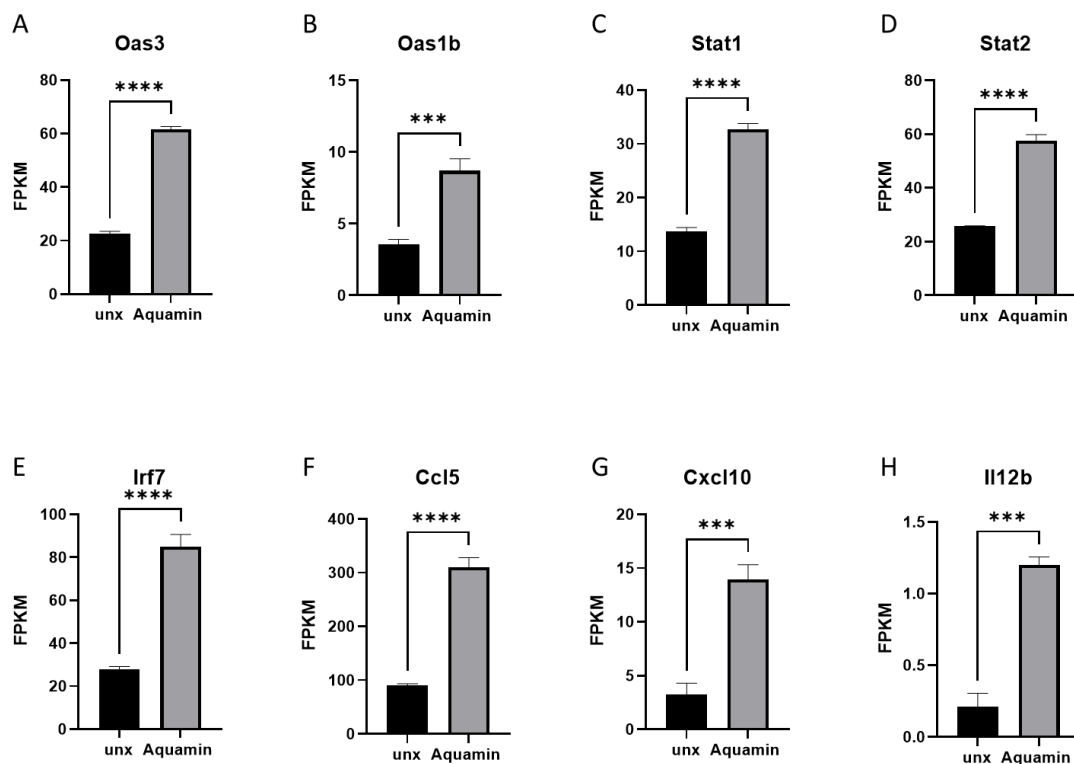 A
Oas3
****
FPKM
80
60
40
20
0
unx Aquamin
B
Oas1b
***
FPKM
15
10
5
0
unx Aquamin
C
Stat1
****
FPKM
40
30
20
10
0
unx Aquamin
D
Stat2
****
FPKM
80
60
40
20
0
unx Aquamin
E
Irf7
****
FPKM
100
80
60
40
20
0
unx Aquamin
F
Ccl5
****
FPKM
400
300
200
100
0
unx Aquamin
G
Cxcl10
***
FPKM
20
15
10
5
0
unx Aquamin
H
Il12b
***
FPKM
1.5
1.0
0.5
0.0
unx Aquamin